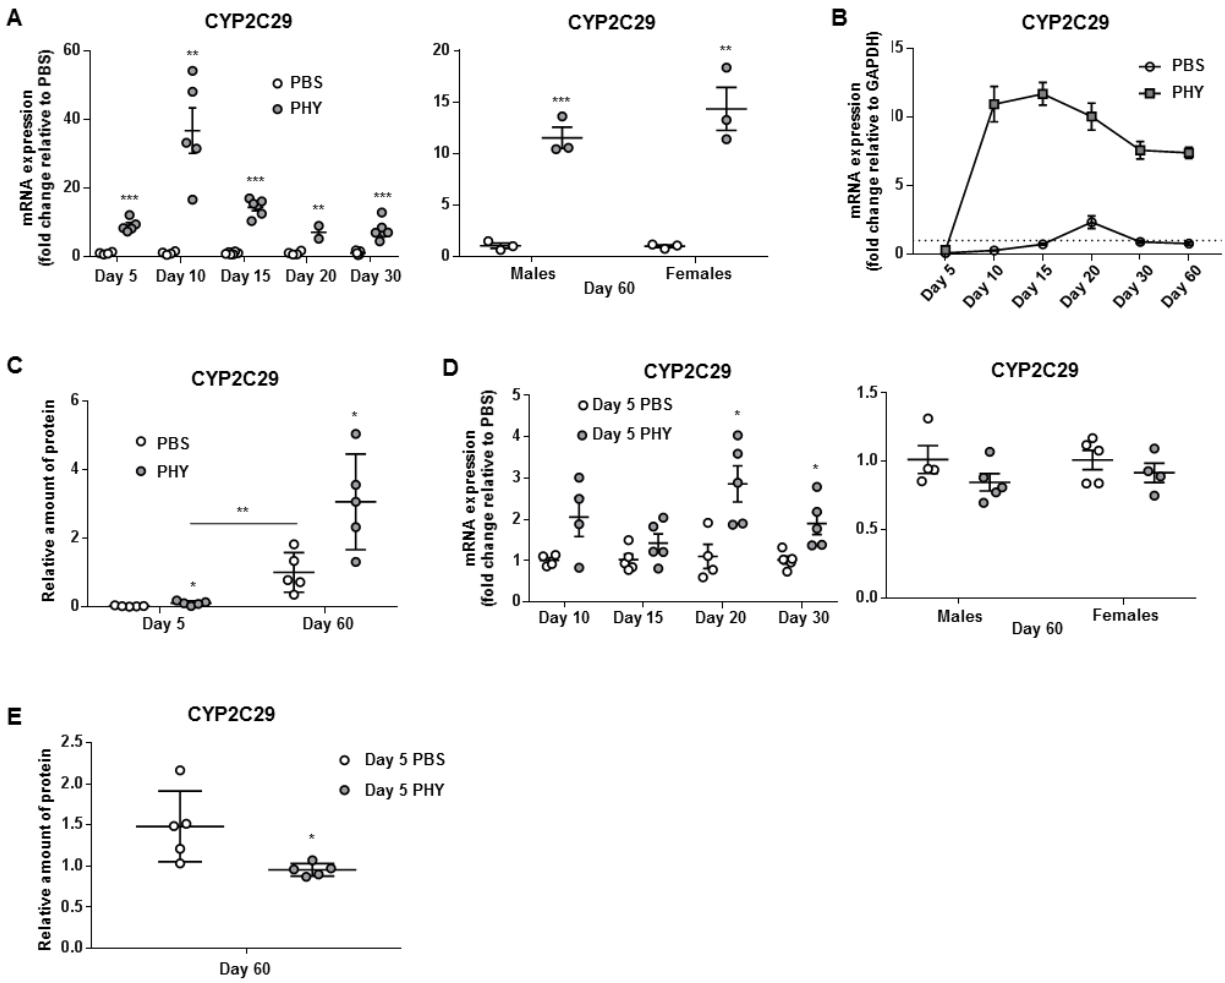 A
CYP2C29
mRNA expression
(fold change relative to PBS)
60
40
20
0
PBS
PHY
***
**
***
**
***
Day 5
Day 10
Day 15
Day 20
Day 30
CYP2C29
20
15
10
5
0
***
**
Males
Females
Day 60
B
CYP2C29
mRNA expression
(fold change relative to GAPDH)
15
10
5
0
PBS
PHY
Day 5
Day 10
Day 15
Day 20
Day 30
Day 60
C
CYP2C29
Relative amount of protein
6
4
2
0
PBS
PHY
*
**
*
Day 5
Day 60
D
CYP2C29
mRNA expression
(fold change relative to PBS)
5
4
3
2
1
0
Day 5 PBS
Day 5 PHY
*
*
Day 10
Day 15
Day 20
Day 30
CYP2C29
1.5
1.0
0.5
0.0
Males
Females
Day 60
E
CYP2C29
Relative amount of protein
2.5
2.0
1.5
1.0
0.5
0.0
Day 5 PBS
Day 5 PHY
*
Day 60